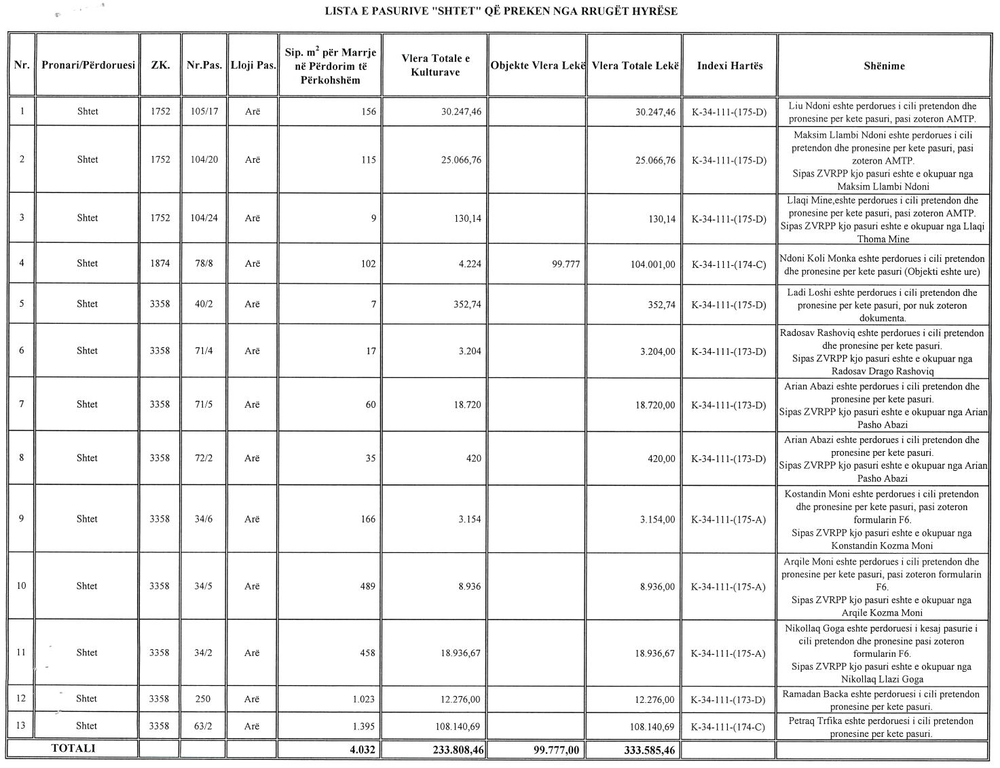 LISTA E PASURIVE "SHTET" QË PREKEN NGA RRUGËT HYRËSE
Nr. Pronari/Përdoruesi ZK. Nr.Pas. Lloji Pas. Sip. m2 për Marrje në Përdorim të Përkohshëm Vlera Totale e Kulturave Objekte Vlera Lekë Vlera Totale Lekë Indexi Hartës Shënime
1 Shtet 1752 105/17 Arë 156 30.247,46 30.247,46 K-34-111-(175-D) Liu Ndoni eshte perdorues i cili pretendon dhe
pronesine per kete pasuri, pasi zoteron AMTP.
2 Shtet 1752 104/20 Arë 115 25.066,76 25.066,76 K-34-111-(175-D) Maksim Llambi Ndoni eshte perdorues i cili
pretendon dhe pronesine per kete pasuri, pasi
zoteron AMTP.
Sipas ZVRPP kjo pasuri eshte e okupuar nga
Maksim Llambi Ndoni
3 Shtet 1752 104/24 Arë 9 130,14 130,14 K-34-111-(175-D) Llaqi Mine,eshte perdorues i cili pretendon dhe
pronesine per kete pasuri, pasi zoteron AMTP.
Sipas ZVRPP kjo pasuri eshte e okupuar nga Llaqi
Thoma Mine
4 Shtet 1874 78/8 Arë 102 4.224 99.777 104.001,00 K-34-111-(174-C) Ndoni Koli Monka eshte perdorues i cili pretendon
dhe pronesine per kete pasuri (Objekti eshte ure)
5 Shtet 3358 40/2 Arë 7 352,74 352,74 K-34-111-(175-D) Ladi Loshi eshte perdorues i cili pretendon dhe
pronesine per kete pasuri, por nuk zoteron
dokumenta.
6 Shtet 3358 71/4 Arë 17 3.204 3.204,00 K-34-111-(173-D) Radosav Rashoviq eshte perdorues i cili pretendon
dhe pronesine per kete pasuri.
Sipas ZVRPP kjo pasuri eshte e okupuar nga
Radosav Drago Rashoviq
7 Shtet 3358 71/5 Arë 60 18.720 18.720,00 K-34-111-(173-D) Arian Abazi eshte perdorues i cili pretendon dhe
pronesine per kete pasuri.
Sipas ZVRPP kjo pasuri eshte e okupuar nga Arian
Pasho Abazi
8 Shtet 3358 72/2 Arë 35 420 420,00 K-34-111-(173-D) Arian Abazi eshte perdorues i cili pretendon dhe
pronesine per kete pasuri.
Sipas ZVRPP kjo pasuri eshte e okupuar nga Arian
Pasho Abazi
9 Shtet 3358 34/6 Arë 166 3.154 3.154,00 K-34-111-(175-A) Kostandin Moni eshte perdorues i cili pretendon
dhe pronesine per kete pasuri, pasi zoteron
formularin F6.
Sipas ZVRPP kjo pasuri eshte e okupuar nga
Konstandin Kozma Moni
10 Shtet 3358 34/5 Arë 489 8.936 8.936,00 K-34-111-(175-A) Arqile Moni eshte perdorues i cili pretendon dhe
pronesine per kete pasuri, pasi zoteron formularin
F6.
Sipas ZVRPP kjo pasuri eshte e okupuar nga
Arqile Kozma Moni
11 Shtet 3358 34/2 Arë 458 18.936,67 18.936,67 K-34-111-(175-A) Nikollaq Goga eshte perdoruesi i kesaj pasurie i
cili pretendon dhe pronesine pasi zoteron
formularin F6.
Sipas ZVRPP kjo pasuri eshte e okupuar nga
Nikollaq Llazi Goga
12 Shtet 3358 250 Arë 1.023 12.276,00 12.276,00 K-34-111-(173-D) Ramadan Backa eshte perdoruesi i cili pretendon
pronesine per kete pasuri.
13 Shtet 3358 63/2 Arë 1.395 108.140,69 108.140,69 K-34-111-(174-C) Petraq Trfika eshte perdoruesi i cili pretendon
pronesine per kete pasuri.
TOTALI 4.032 233.808,46 99.777,00 333.585,46